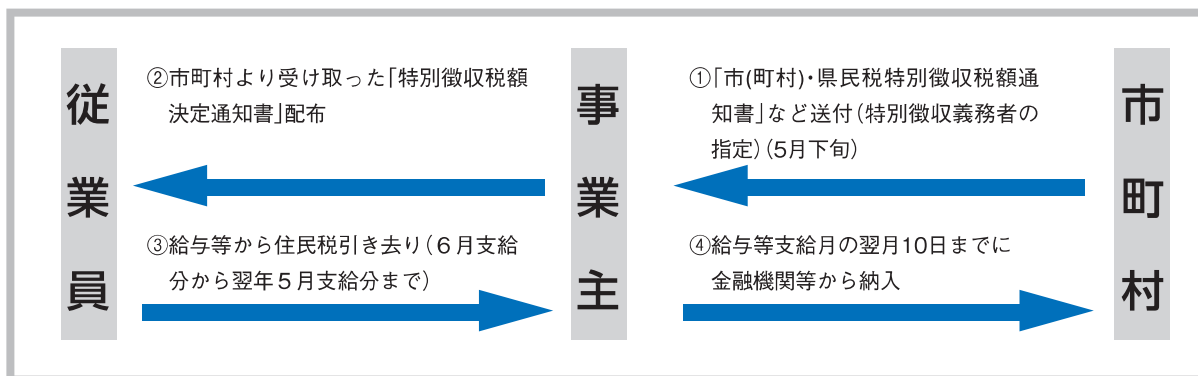 従業員
②市町村より受け取った「特別徴収税額
決定通知書」配布
③給与等から住民税引き去り（６月支給
分から翌年５月支給分まで）
事業主
①「市(町村)・県民税特別徴収税額通
知書」など送付（特別徴収義務者の
指定）（5月下旬）
④給与等支給月の翌月10日までに
金融機関等から納入
市町村